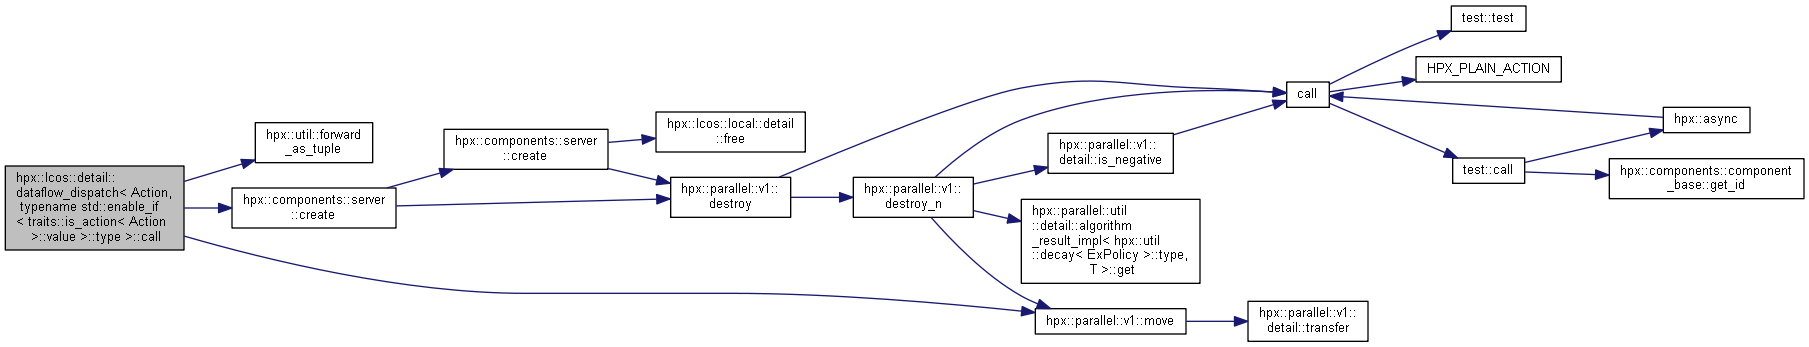 hpx::lcos::detail::
dataflow_dispatch< Action,
typename std::enable_if
< traits::is_action< Action
>::value >::type >::call
hpx::util::forward
_as_tuple
hpx::components::server
::create
hpx::components::server
::create
hpx::lcos::local::detail
::free
hpx::parallel::v1::
destroy
hpx::parallel::v1::
destroy_n
hpx::parallel::v1::
detail::is_negative
hpx::parallel::util
::detail::algorithm
_result_impl< hpx::util
::decay< ExPolicy >::type,
T >::get
hpx::parallel::v1::move
hpx::parallel::v1::
detail::transfer
call
test::test
HPX_PLAIN_ACTION
test::call
hpx::async
hpx::components::component
_base::get_id